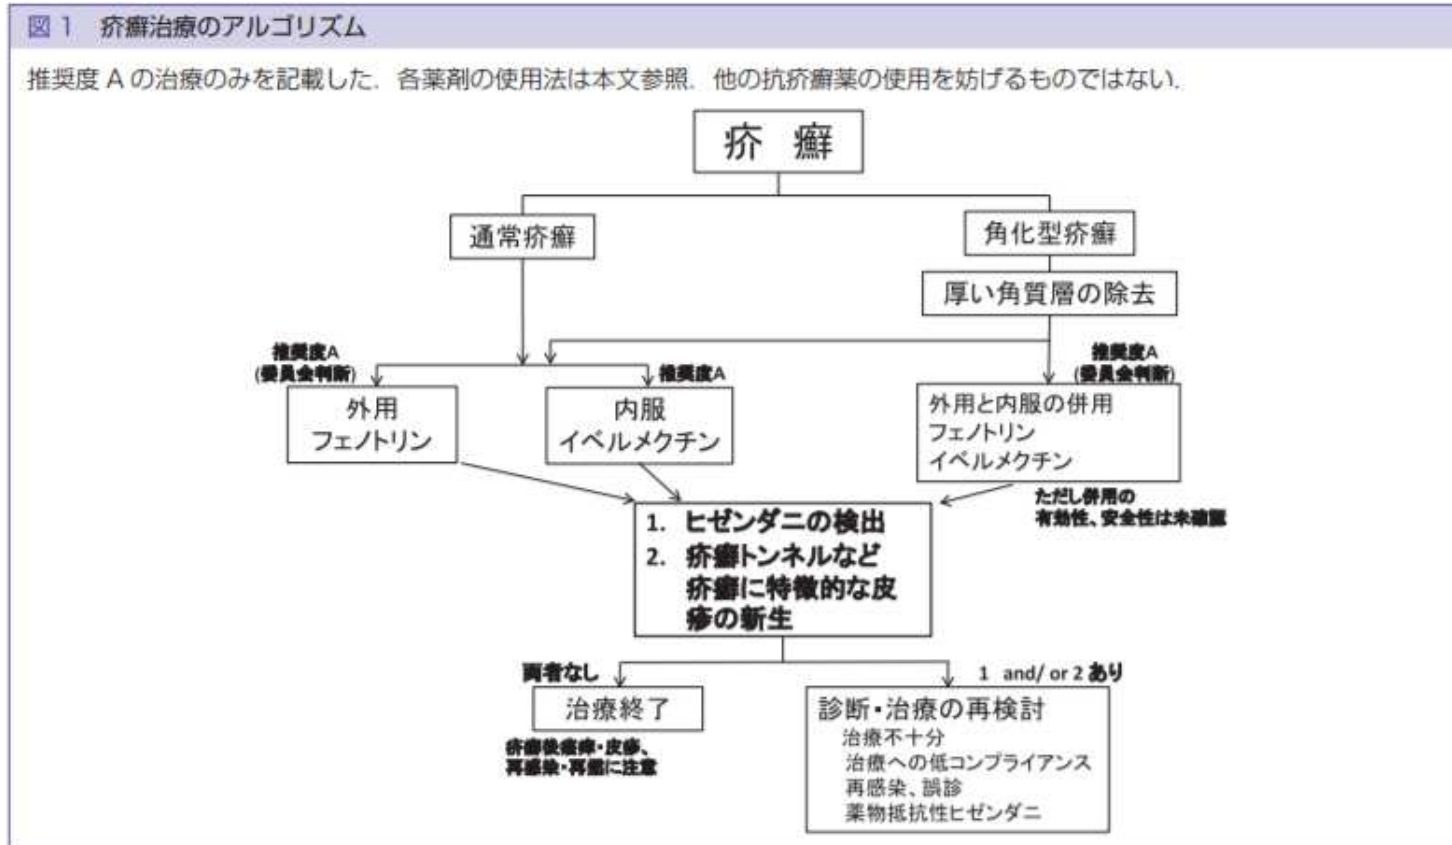 図1 疥癬治療のアルゴリズム
推奨度 A の治療のみを記載した．各薬剤の使用法は本文参照．他の抗疥癬薬の使用を妨げるものではない．
疥 癬
通常疥癬
角化型疥癬
厚い角質層の除去
推奨度A
(委員会判断)
外用
フェノトリン
推奨度A
内服
イベルメクチン
推奨度A
(委員会判断)
外用と内服の併用
フェノトリン
イベルメクチン
ただし併用の
有効性、安全性は未確認
1. ヒゼンダニの検出
2. 疥癬トンネルなど
疥癬に特徴的な皮
疹の新生
両者なし
治療終了
疥癬後瘙痒・皮疹、
再感染・再燃に注意
1 and/ or 2 あり
診断・治療の再検討
治療不十分
治療への低コンプライアンス
再感染、誤診
薬物抵抗性ヒゼンダニ